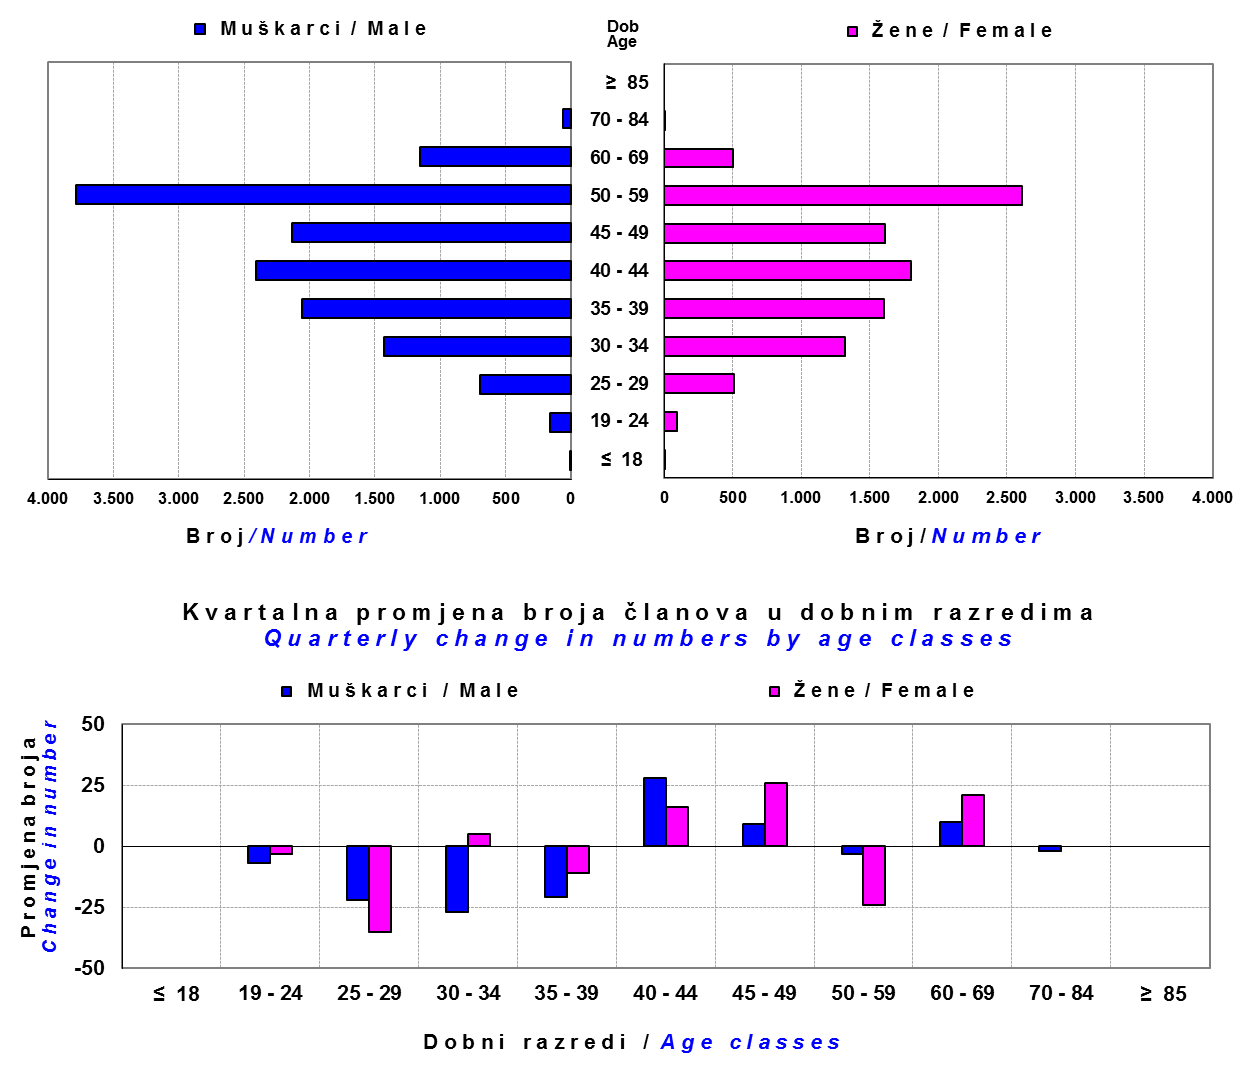 Muškarci / Male
Dob
Age
Žene / Female
≥ 85
70 - 84
60 - 69
50 - 59
45 - 49
40 - 44
35 - 39
30 - 34
25 - 29
19 - 24
≤ 18
4.000 3.500 3.000 2.500 2.000 1.500 1.000 500 0
0 500 1.000 1.500 2.000 2.500 3.000 3.500 4.000
Broj/Number
Broj/Number
Kvartalna promjena broja članova u dobnim razredima
Quarterly change in numbers by age classes
Muškarci / Male
Žene / Female
Promjena broja
Change in number
50
25
0
-25
-50
≤ 18 19 - 24 25 - 29 30 - 34 35 - 39 40 - 44 45 - 49 50 - 59 60 - 69 70 - 84 ≥ 85
Dobni razredi / Age classes